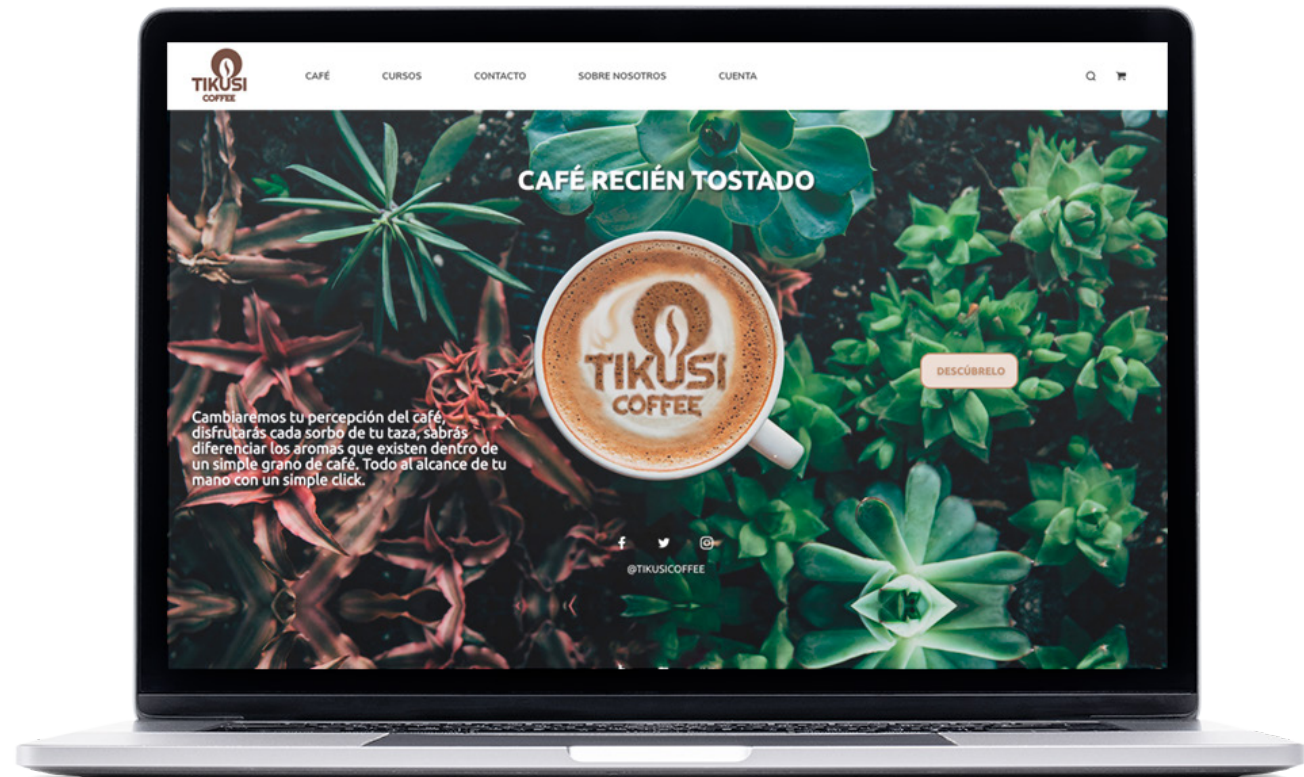 TIKUSI
COFFEE
CAFÉ
CURSOS
CONTACTO
SOBRE NOSOTROS
CUENTA
CAFÉ RECIÉN TOSTADO
TIKUSI
COFFEE
DESCÚBRELO
Cambiaremos tu percepción del café,
disfrutarás cada sorbo de tu taza, sabrás
diferenciar los aromas que existen dentro de
un simple grano de café. Todo al alcance de tu
mano con un simple click.
@TIKUSICOFFEE